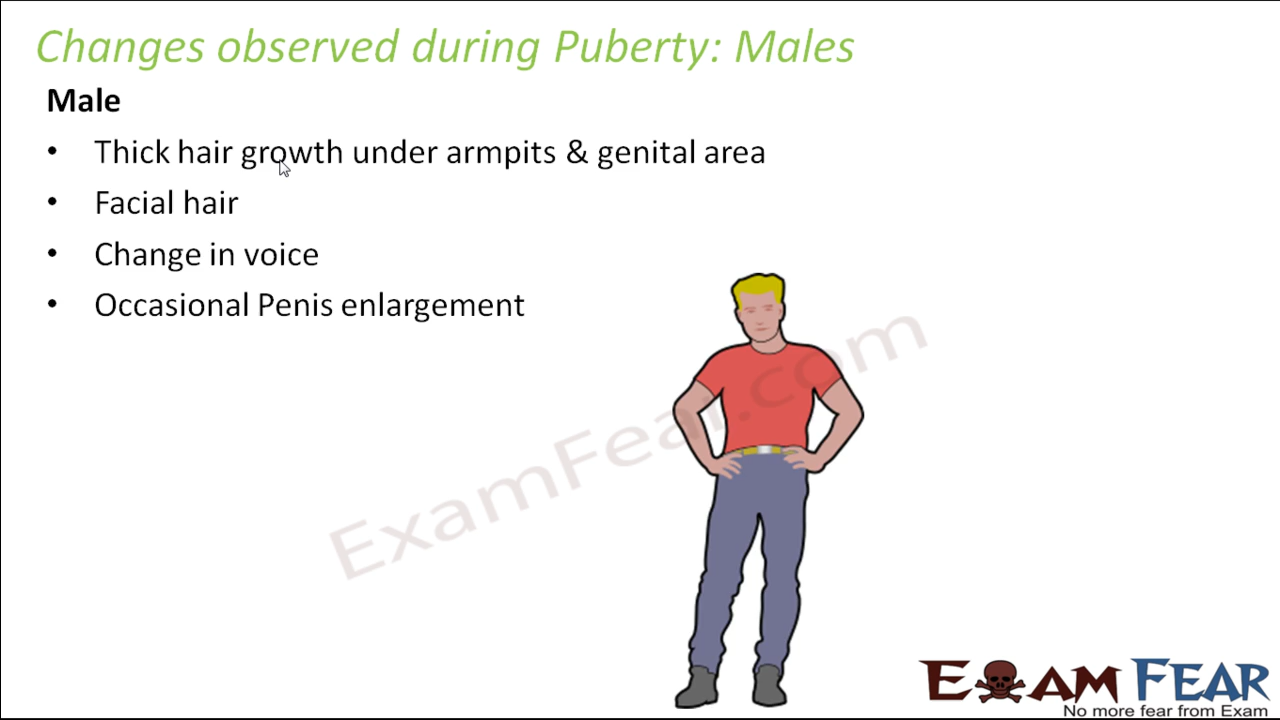 Changes observed during Puberty: Males
Male
• Thick hair growth under armpits & genital area
• Facial hair
• Change in voice
• Occasional Penis enlargement
ExamFear.com
EXAM FEAR
No more fear from Exam